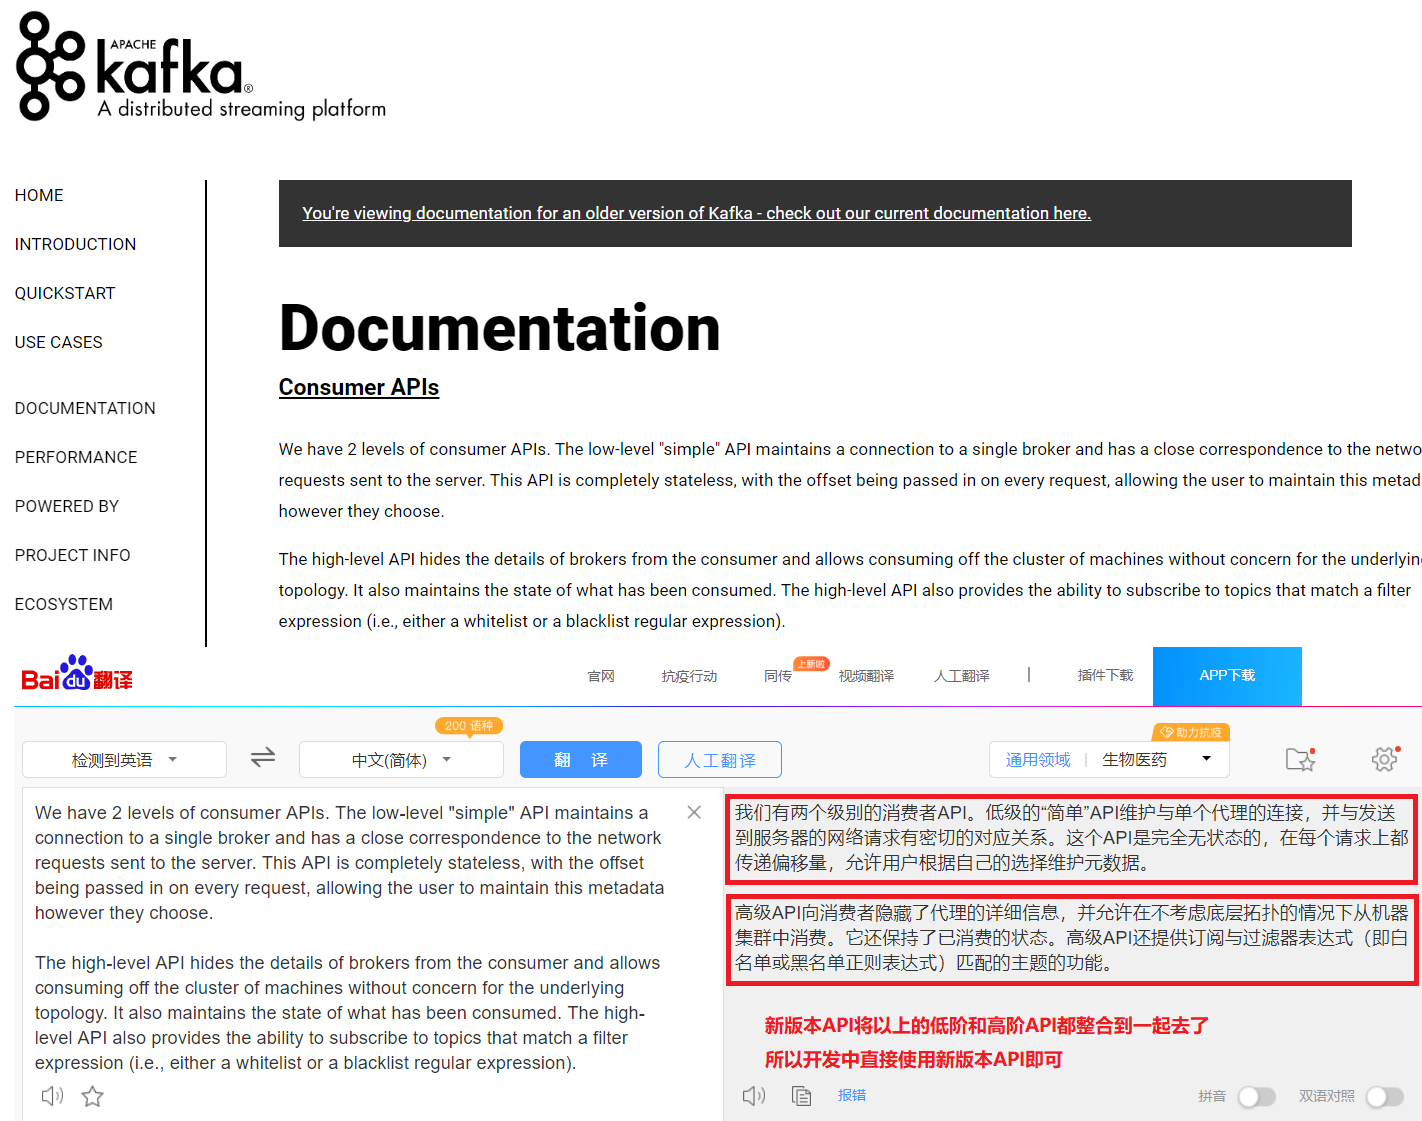 APACHE
kafka®
A distributed streaming platform
HOME
INTRODUCTION
QUICKSTART
USE CASES
DOCUMENTATION
PERFORMANCE
POWERED BY
PROJECT INFO
ECOSYSTEM
You're viewing documentation for an older version of Kafka - check out our current documentation here.
Documentation
Consumer APIs
We have 2 levels of consumer APIs. The low-level "simple" API maintains a connection to a single broker and has a close correspondence to the netwo
requests sent to the server. This API is completely stateless, with the offset being passed in on every request, allowing the user to maintain this metad
however they choose.
The high-level API hides the details of brokers from the consumer and allows consuming off the cluster of machines without concern for the underlying
topology. It also maintains the state of what has been consumed. The high-level API also provides the ability to subscribe to topics that match a filter
expression (i.e., either a whitelist or a blacklist regular expression).
Baidu翻译
官网
抗疫行动
同传
上新啦
视频翻译
人工翻译
插件下载
APP下载
200 语种
助力抗疫
检测到英语
中文(简体)
翻 译
人工翻译
通用领域
生物医药
We have 2 levels of consumer APIs. The low-level "simple" API maintains a
connection to a single broker and has a close correspondence to the network
requests sent to the server. This API is completely stateless, with the offset
being passed in on every request, allowing the user to maintain this metadata
however they choose.
The high-level API hides the details of brokers from the consumer and allows
consuming off the cluster of machines without concern for the underlying
topology. It also maintains the state of what has been consumed. The high-
level API also provides the ability to subscribe to topics that match a filter
expression (i.e., either a whitelist or a blacklist regular expression).
我们有两个级别的消费者API。低级的“简单”API维护与单个代理的连接，并与发送
到服务器的网络请求有密切的对应关系。这个API是完全无状态的，在每个请求上都
传递偏移量，允许用户根据自己的选择维护元数据。
高级API向消费者隐藏了代理的详细信息，并允许在不考虑底层拓扑的情况下从机器
集群中消费。它还保持了已消费的状态。高级API还提供订阅与过滤器表达式（即白
名单或黑名单正则表达式）匹配的主题的功能。
新版本API将以上的低阶和高阶API都整合到一起去了
所以开发中直接使用新版本API即可
报错
拼音
双语对照